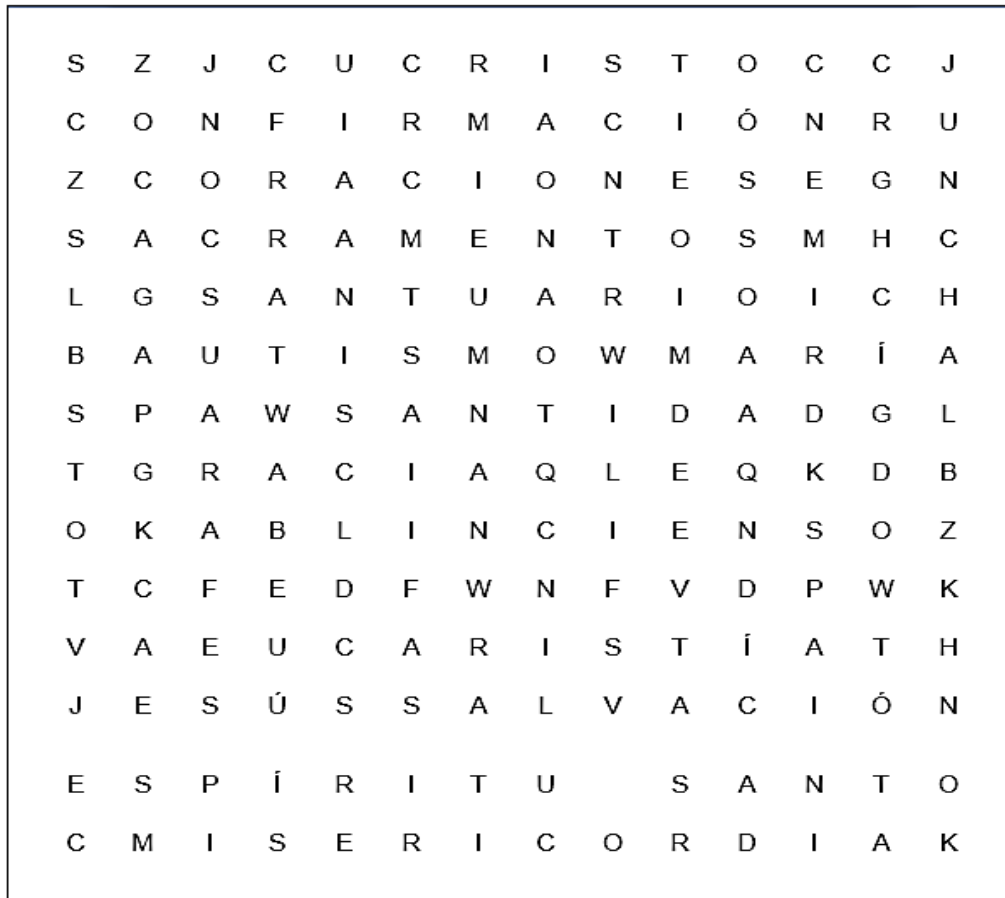 S Z J C U C R I S T O C C J
C O N F I R M A C I Ó N R U
Z C O R A C I O N E S E G N
S A C R A M E N T O S M H C
L G S A N T U A R I O I C H
B A U T I S M O W M A R Í A
S P A W S A N T I D A D G L
T G R A C I A Q L E Q K D B
O K A B L I N C I E N S O Z
T C F E D F W N F V D P W K
V A E U C A R I S T Í A T H
J E S Ú S S A L V A C I Ó N
E S P Í R I T U S A N T O
C M I S E R I C O R D I A K